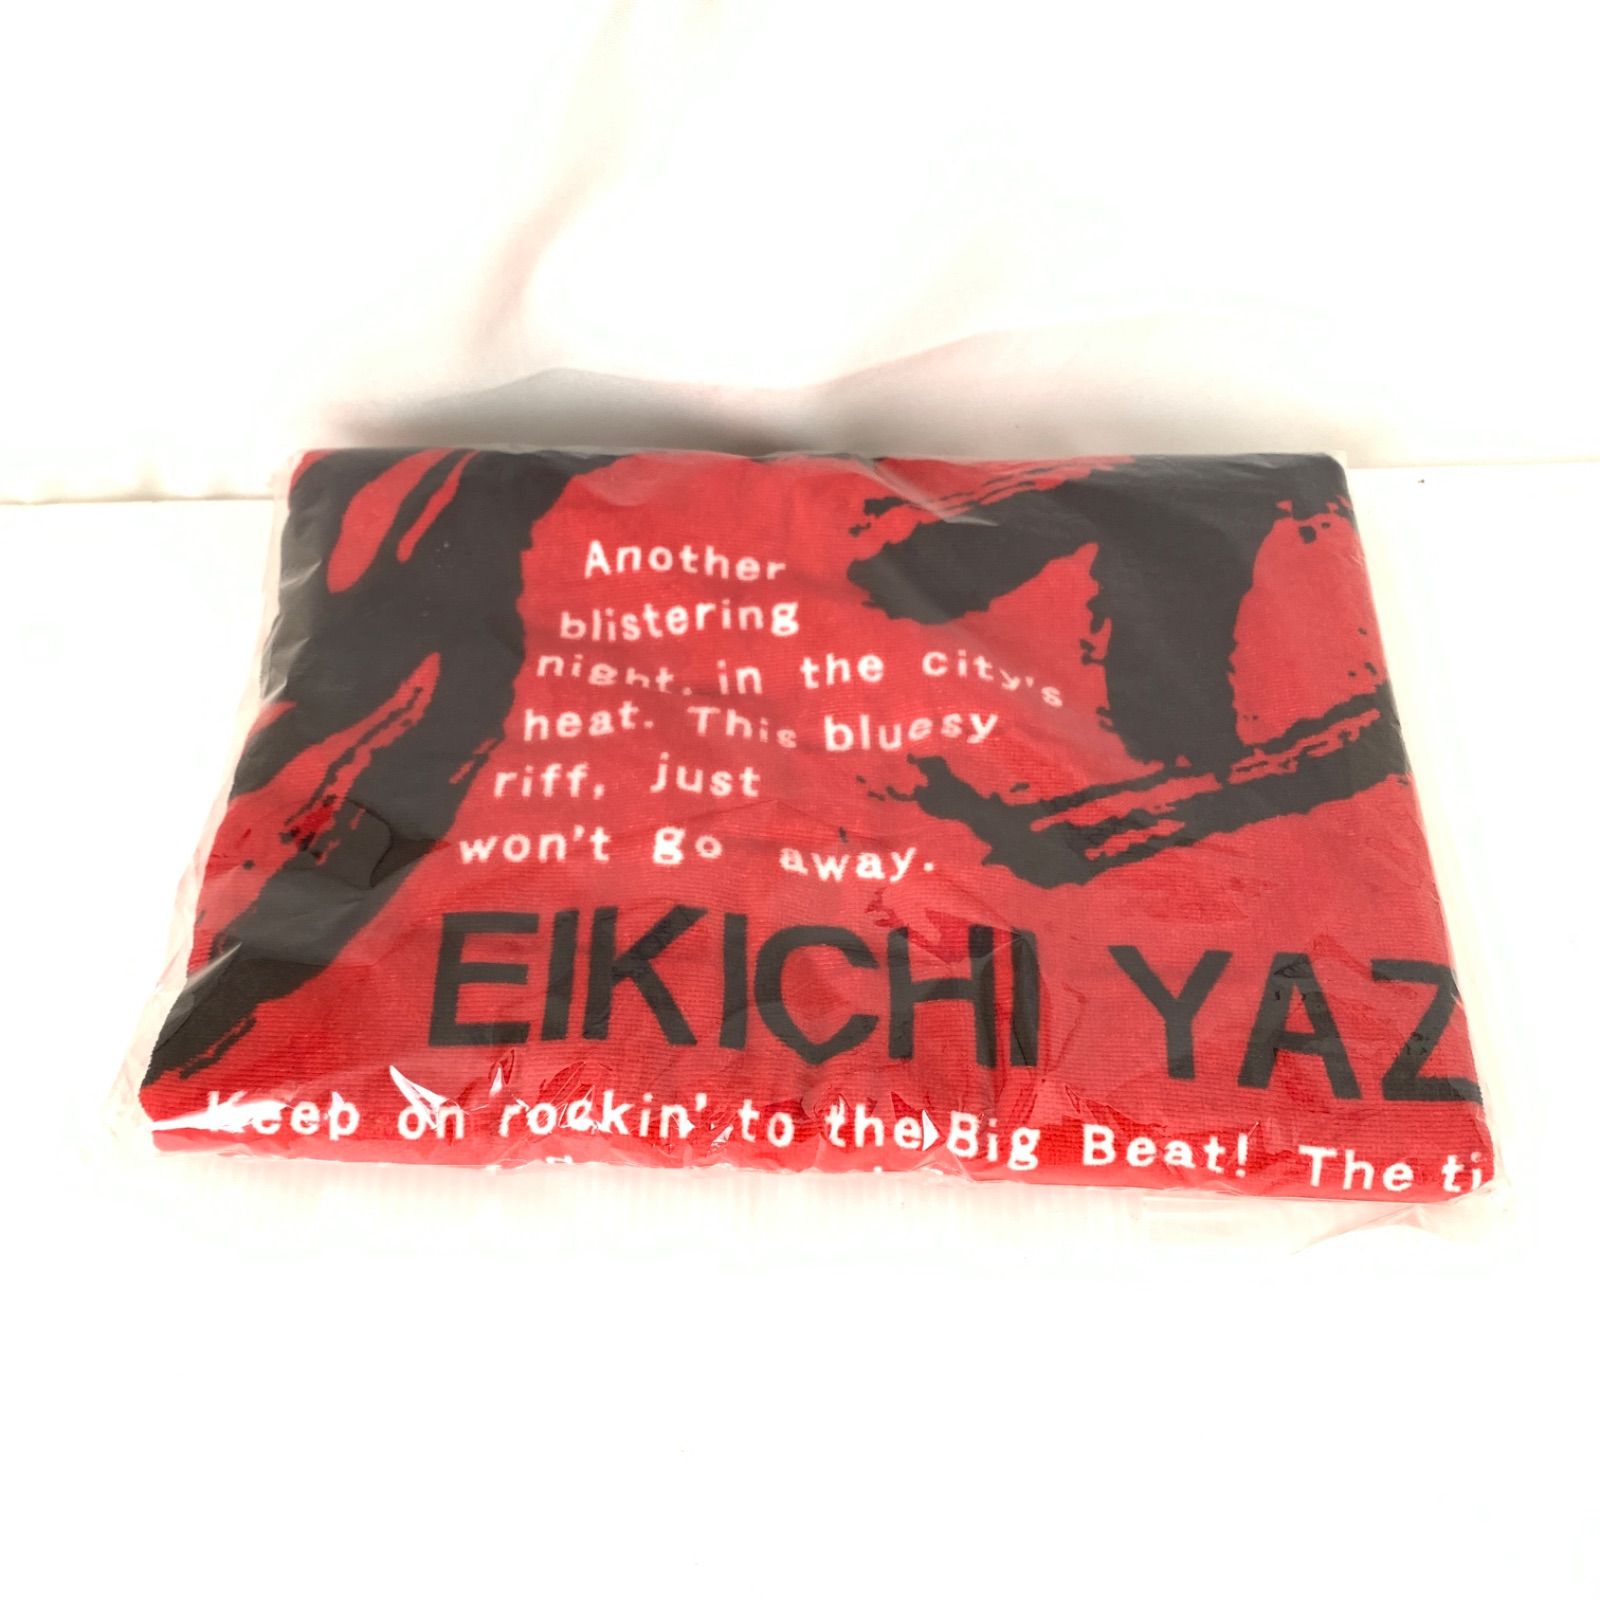 Another
blistering
night, in the city's
heat. This bluesy
riff, just
won't go away.
EIKICHI YAZ
Keep on rockin' to the Big Beat! The ti